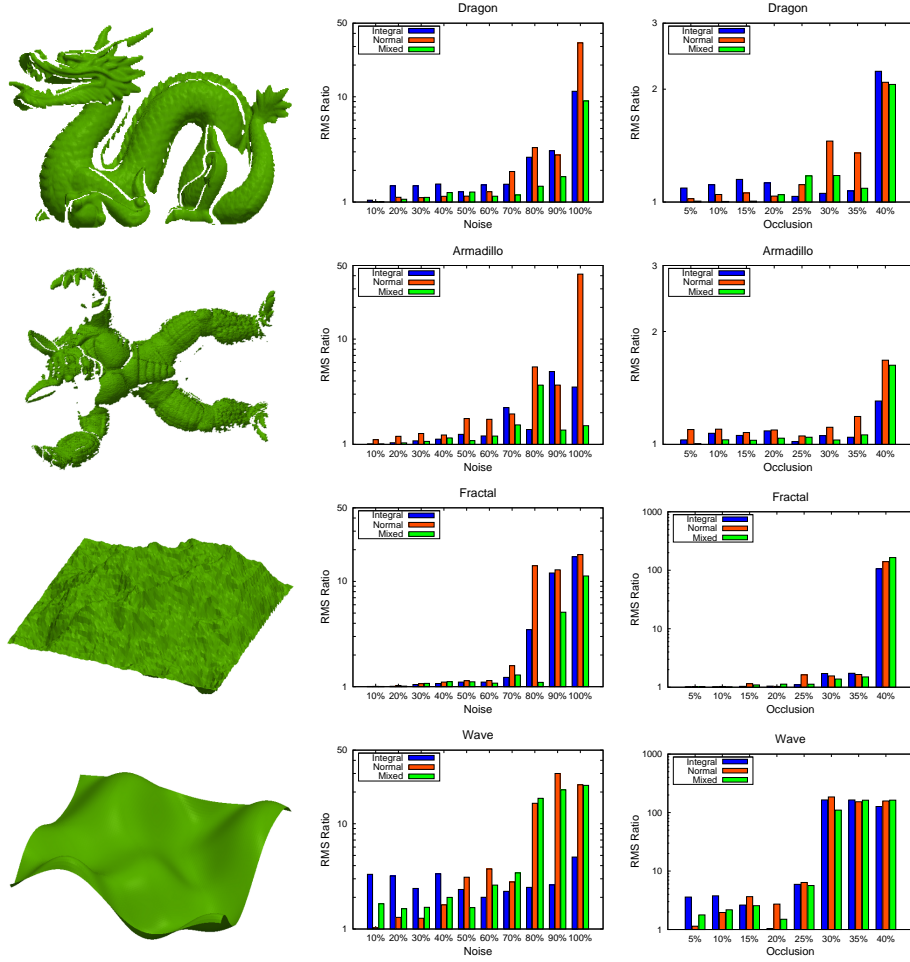 Dragon
50
10
1
RMS Ratio
Integral
Normal
Mixed
10% 20% 30% 40% 50% 60% 70% 80% 90% 100%
Noise
Dragon
3
2
1
RMS Ratio
Integral
Normal
Mixed
5% 10% 15% 20% 25% 30% 35% 40%
Occlusion
Armadillo
50
10
1
RMS Ratio
Integral
Normal
Mixed
10% 20% 30% 40% 50% 60% 70% 80% 90% 100%
Noise
Armadillo
3
2
1
RMS Ratio
Integral
Normal
Mixed
5% 10% 15% 20% 25% 30% 35% 40%
Occlusion
Fractal
50
10
1
RMS Ratio
Integral
Normal
Mixed
10% 20% 30% 40% 50% 60% 70% 80% 90% 100%
Noise
Fractal
1000
100
10
1
RMS Ratio
Integral
Normal
Mixed
5% 10% 15% 20% 25% 30% 35% 40%
Occlusion
Wave
50
10
1
RMS Ratio
Integral
Normal
Mixed
10% 20% 30% 40% 50% 60% 70% 80% 90% 100%
Noise
Wave
1000
100
10
1
RMS Ratio
Integral
Normal
Mixed
5% 10% 15% 20% 25% 30% 35% 40%
Occlusion